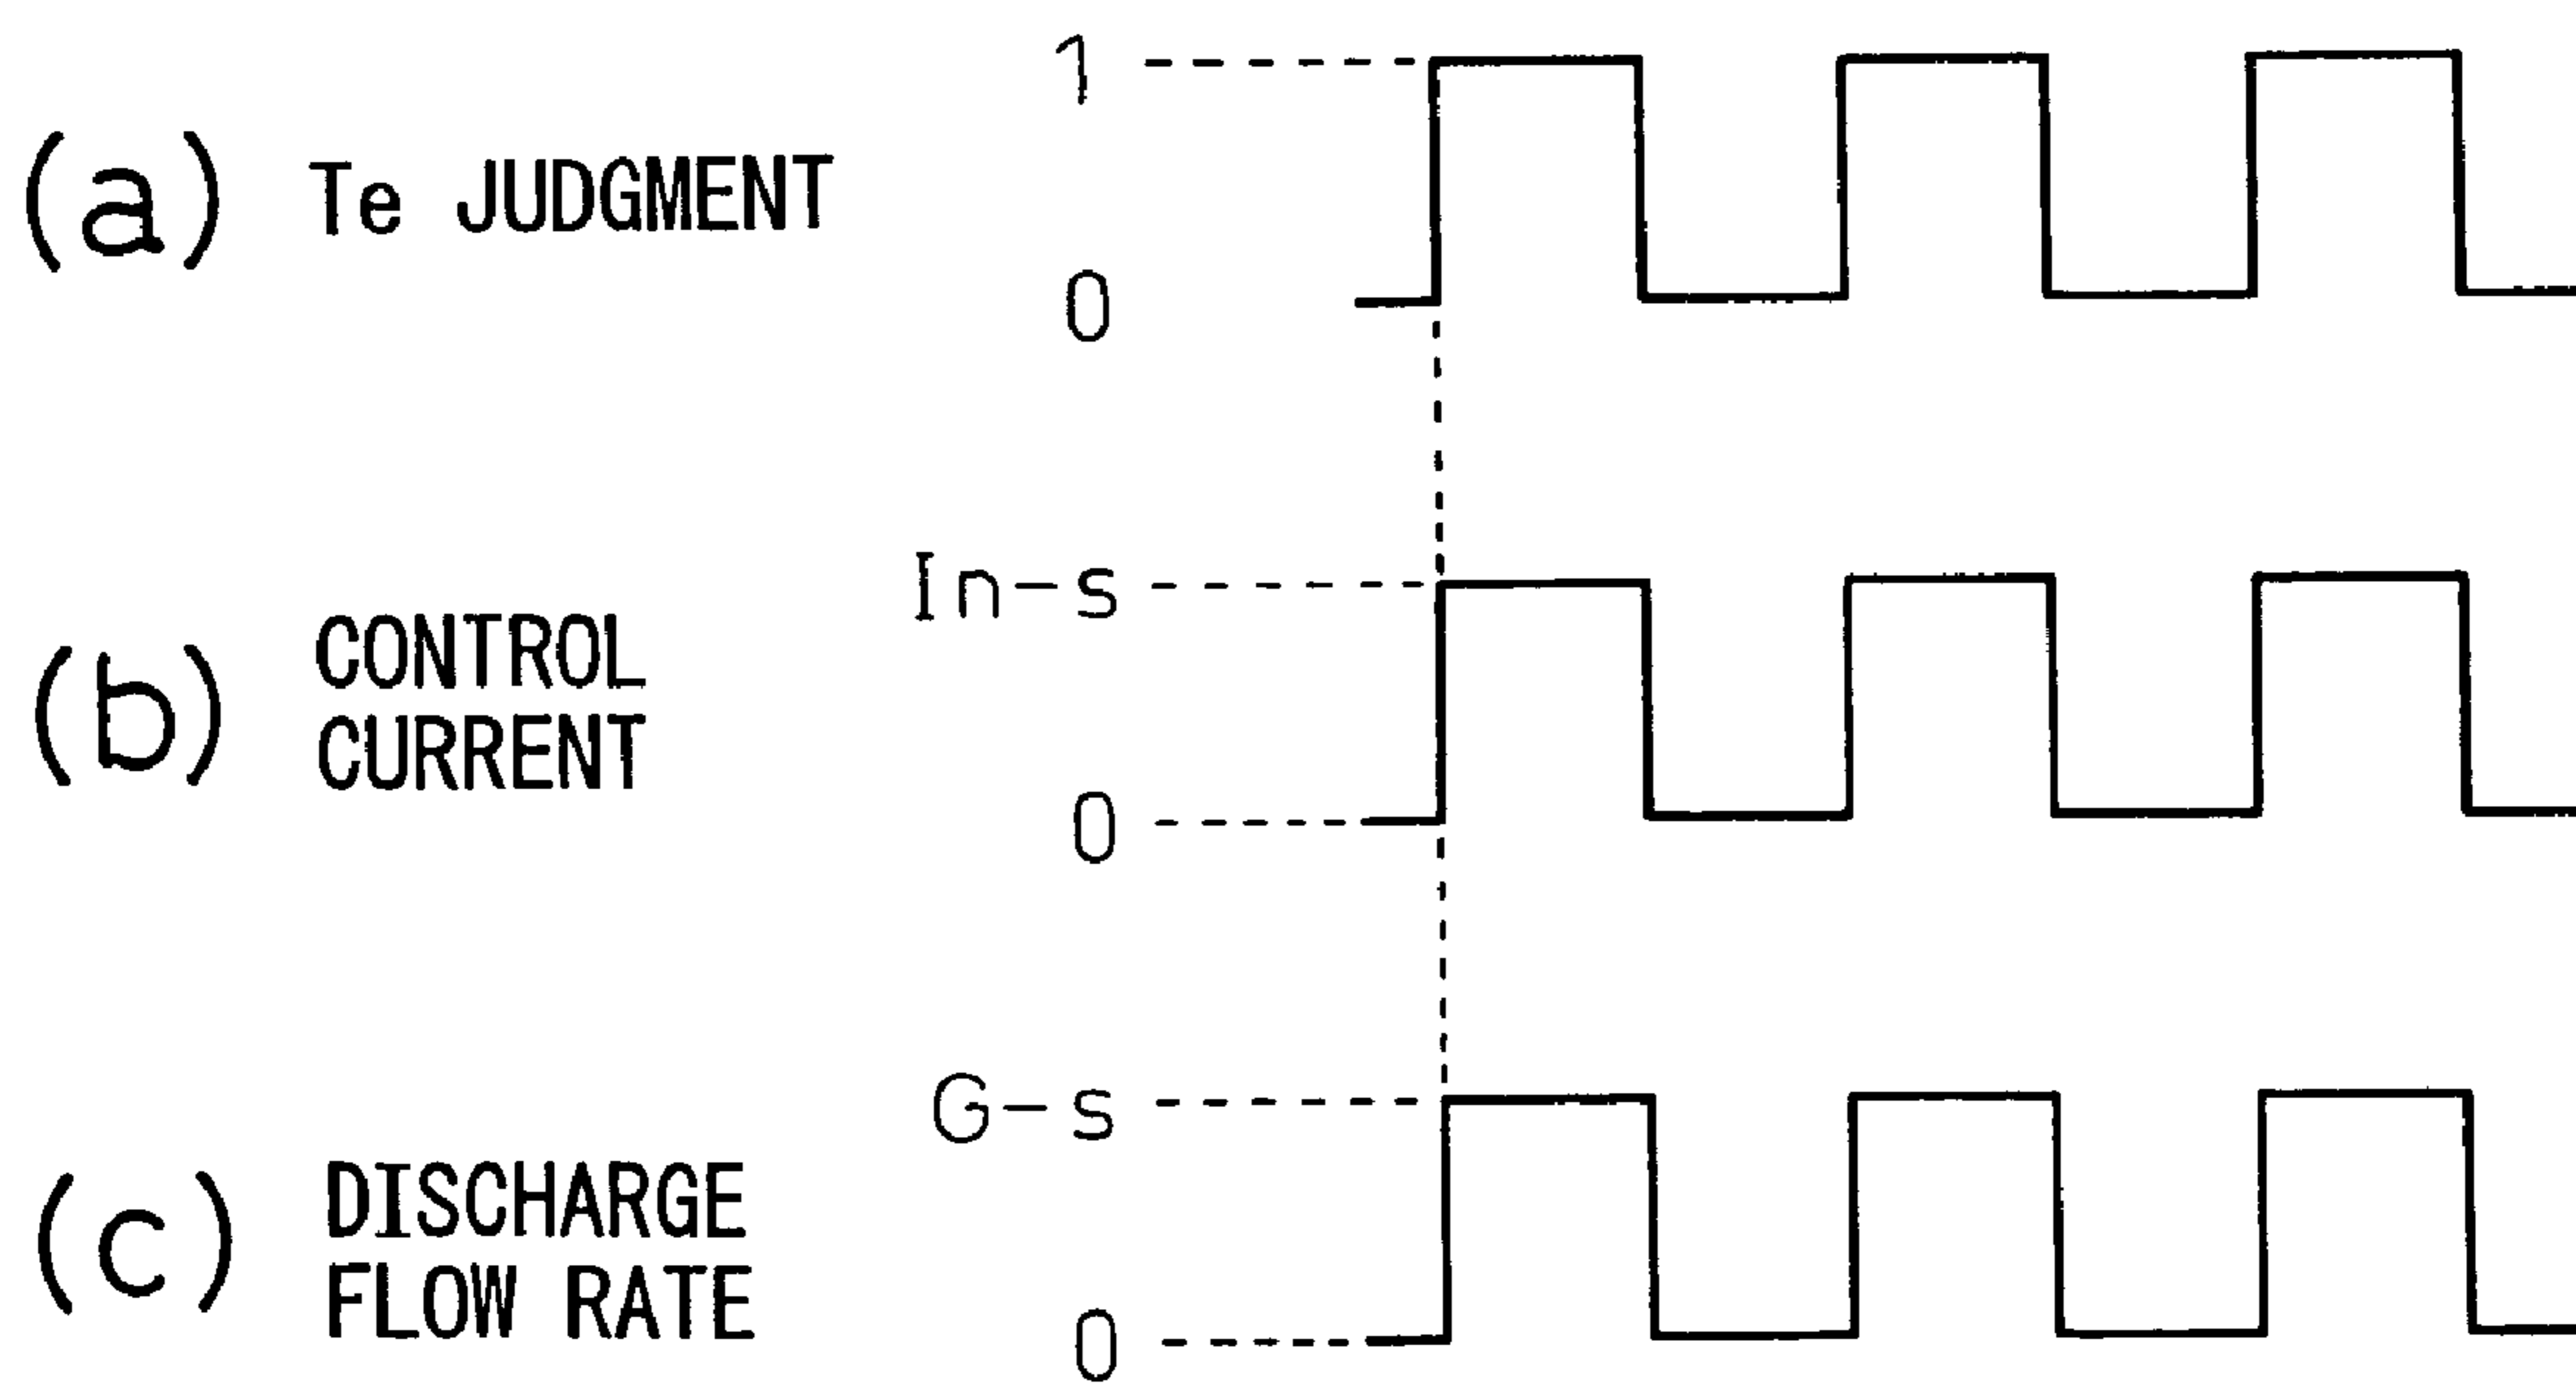 1
(a) Te JUDGMENT
0
In-s
(b) CONTROL
CURRENT
0
G-s
(c) DISCHARGE
FLOW RATE
0